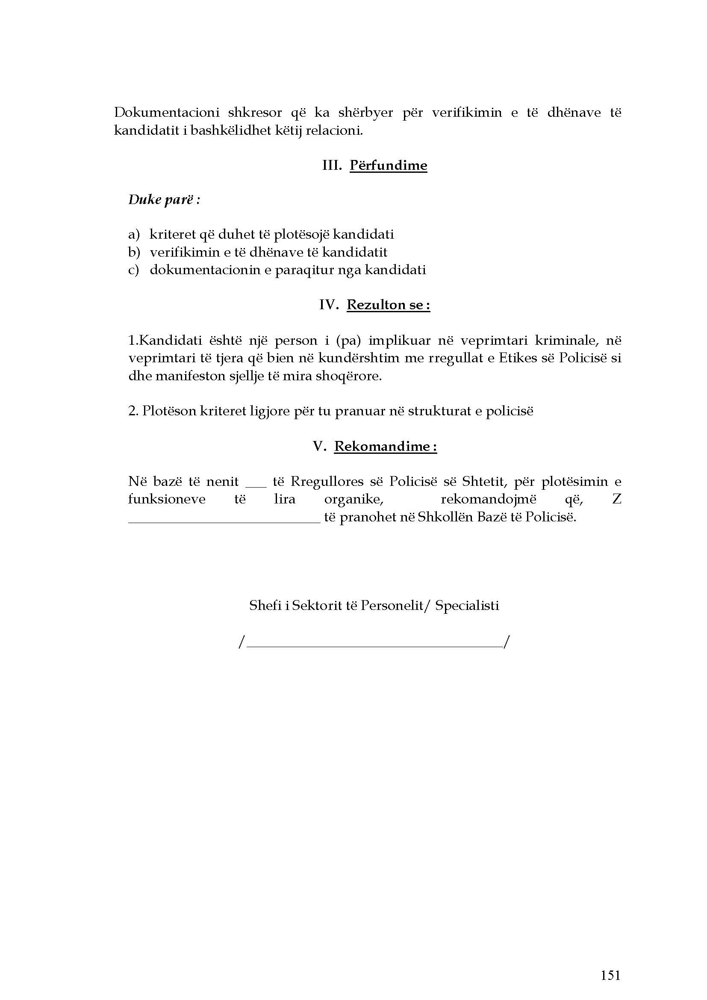 Dokumentacioni shkresor që ka shërbyer për verifikimin e të dhënave të
kandidatit i bashkëlidhet këtij relacioni.
III. Përfundime
Duke parë :
a) kriteret që duhet të plotësojë kandidati
b) verifikimin e të dhënave të kandidatit
c) dokumentacionin e paraqitur nga kandidati
IV. Rezulton se :
1.Kandidati është një person i (pa) implikuar në veprimtari kriminale, në
veprimtari të tjera që bien në kundërshtim me rregullat e Etikes së Policisë si
dhe manifeston sjellje të mira shoqërore.
2. Plotëson kriteret ligjore për tu pranuar në strukturat e policisë
V. Rekomandime :
Në bazë të nenit ___ të Rregullores së Policisë së Shtetit, për plotësimin e
funksioneve të lira organike, rekomandojmë që, Z
___________________________ të pranohet në Shkollën Bazë të Policisë.
Shefi i Sektorit të Personelit/ Specialisti
/____________________________________/
151